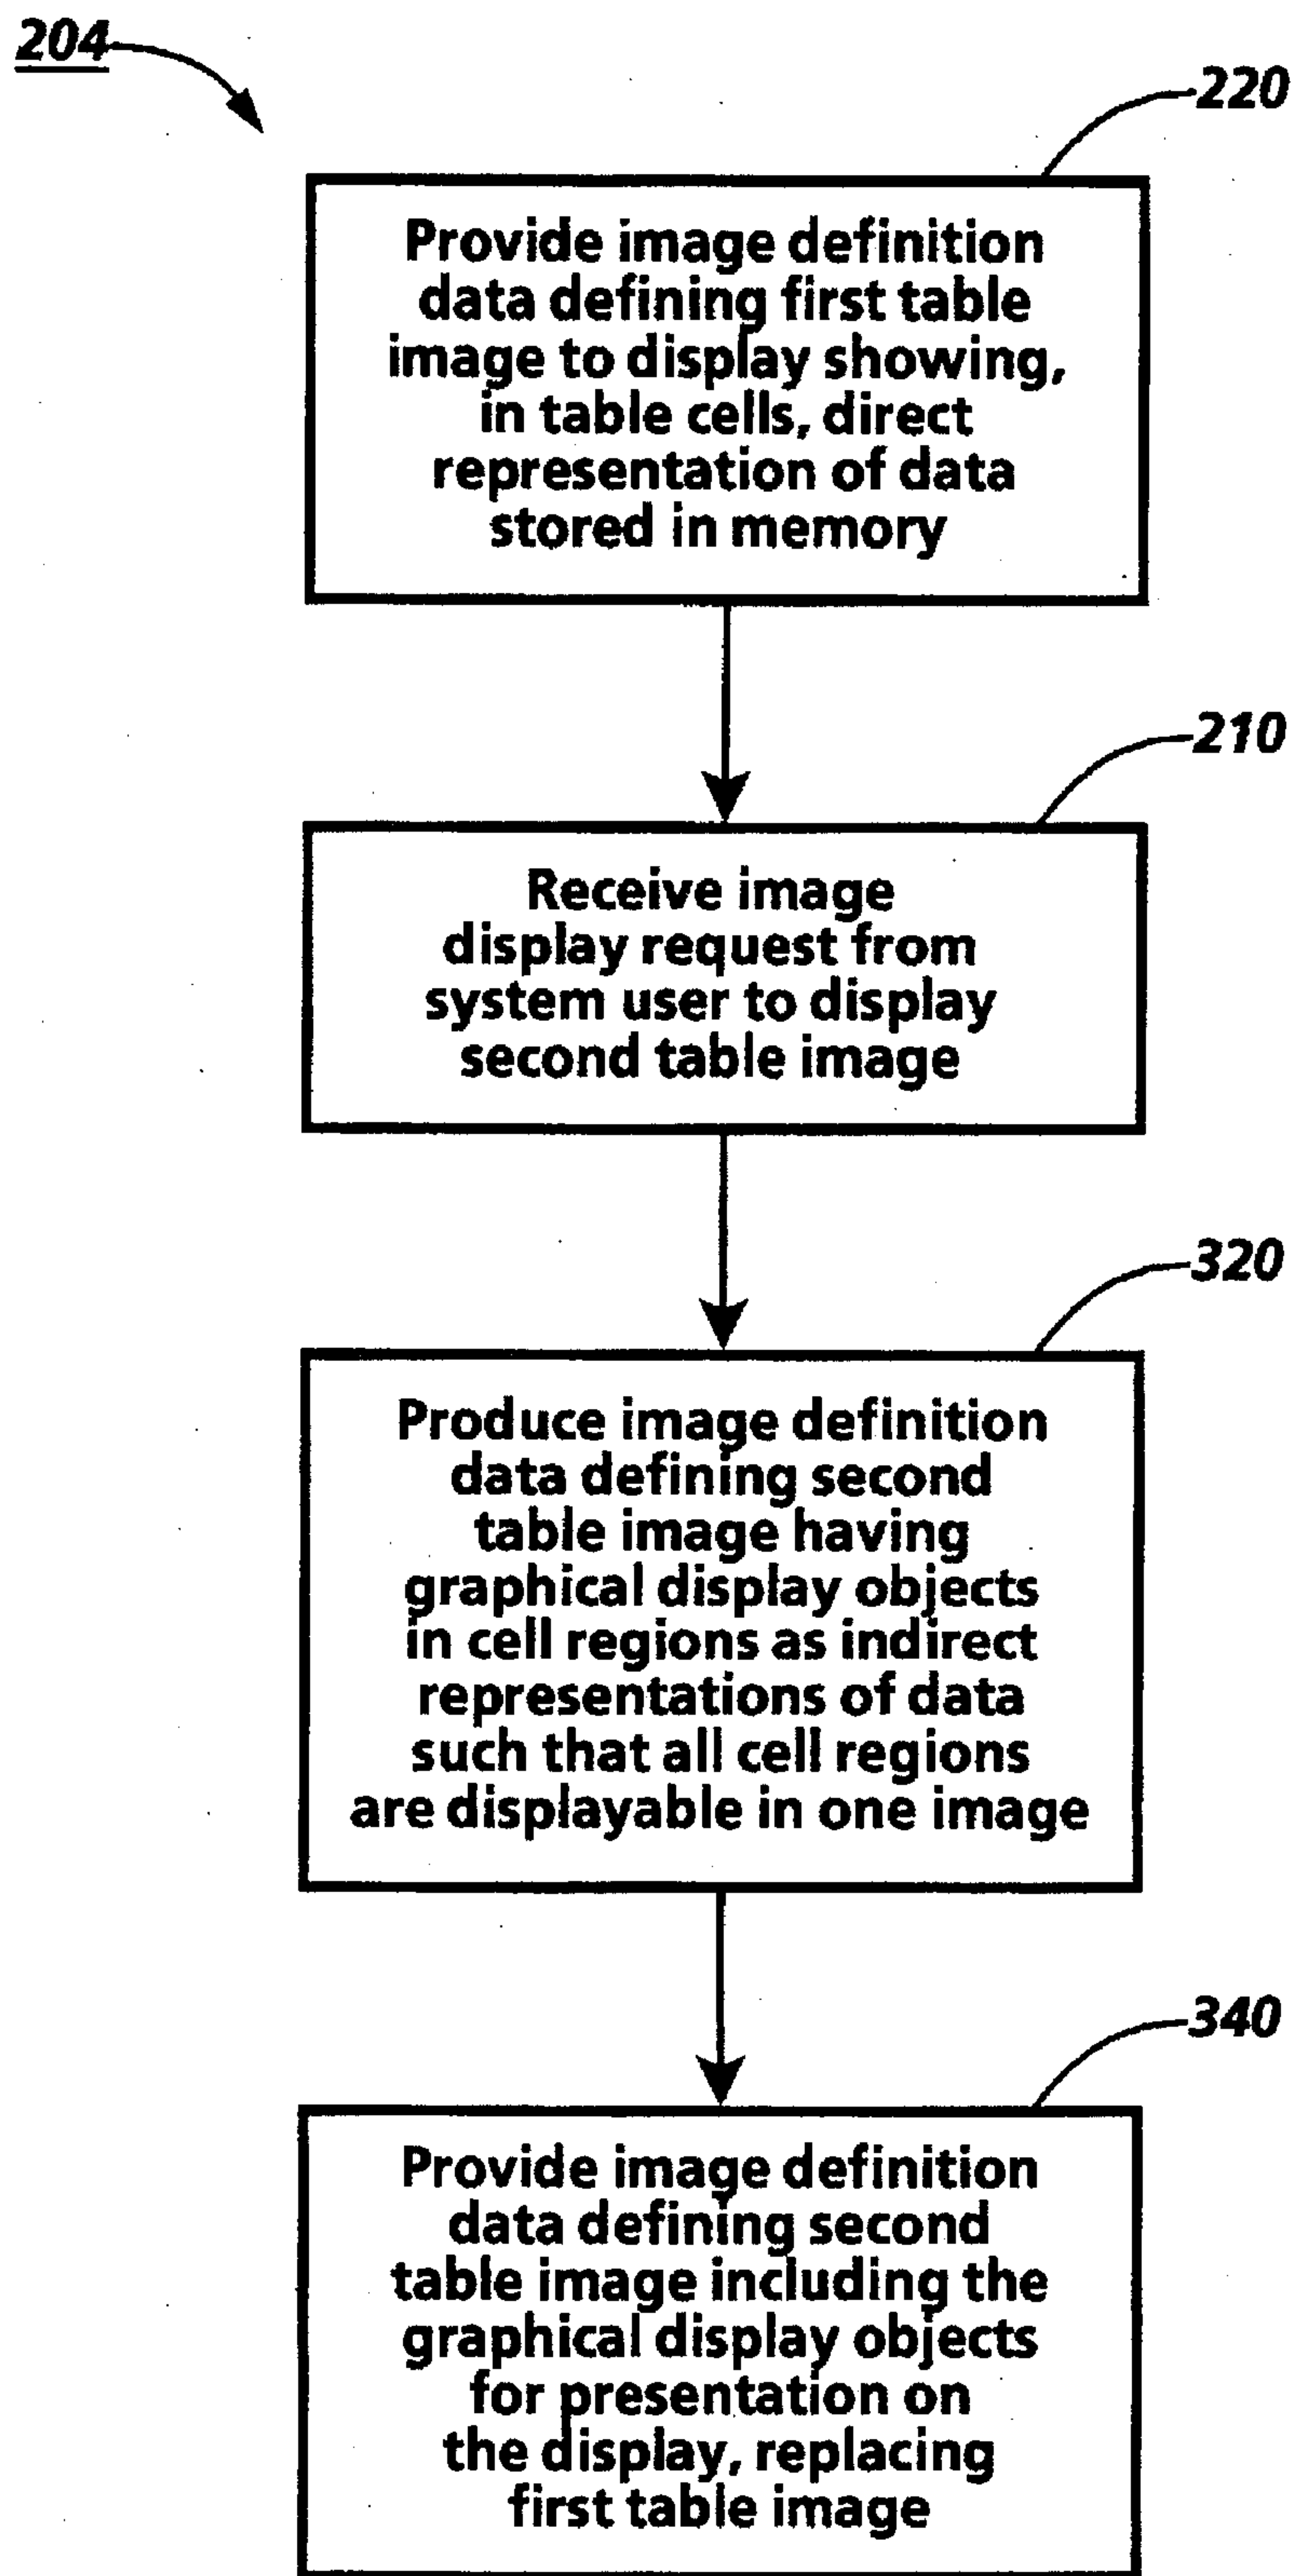 204
220
Provide image definition
data defining first table
image to display showing,
in table cells, direct
representation of data
stored in memory
210
Receive image
display request from
system user to display
second table image
320
Produce image definition
data defining second
table image having
graphical display objects
in cell regions as indirect
representations of data
such that all cell regions
are displayable in one image
340
Provide image definition
data defining second
table image including the
graphical display objects
for presentation on
the display, replacing
first table image